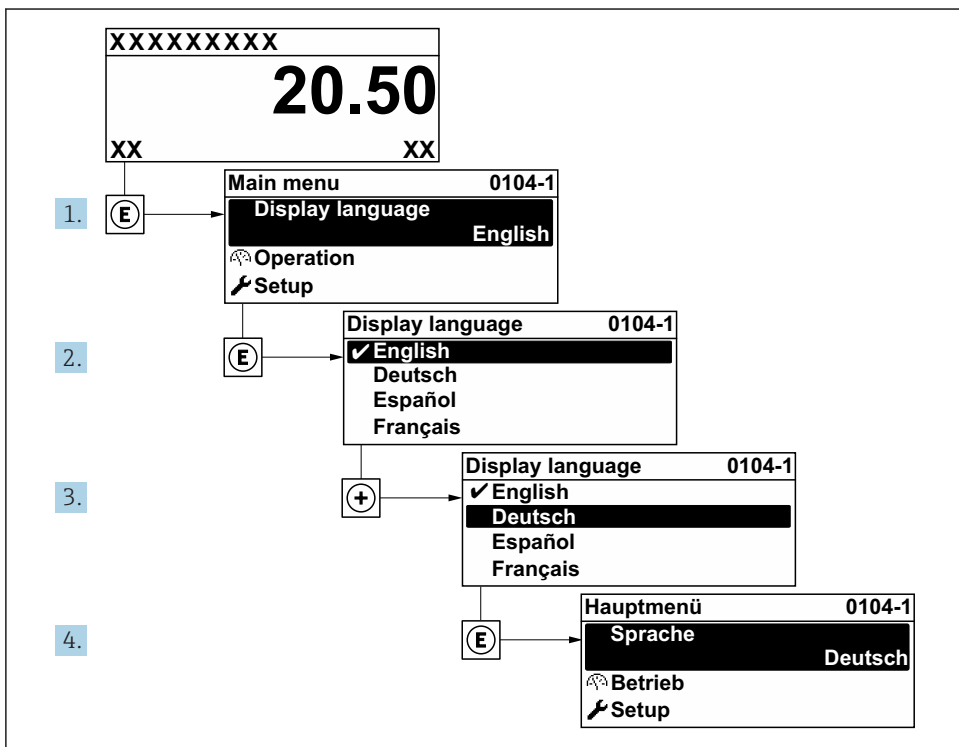 XXXXXXXXX
20.50
XX XX
1. E
Main menu 0104-1
Display language
English
Operation
Setup
2. E
Display language 0104-1
✔ English
Deutsch
Español
Français
3. +
Display language 0104-1
✔ English
Deutsch
Español
Français
4. E
Hauptmenü 0104-1
Sprache
Deutsch
Betrieb
Setup